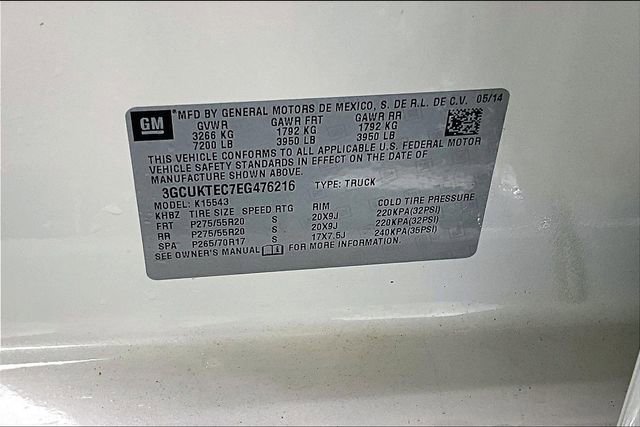 GM
MFD BY GENERAL MOTORS DE MEXICO, S. DE R.L. DE C.V. 05/14
GVWR GAWR FRT GAWR RR
3266 KG 1792 KG 1792 KG
7200 LB 3950 LB 3950 LB
THIS VEHICLE CONFORMS TO ALL APPLICABLE U.S. FEDERAL MOTOR
VEHICLE SAFETY STANDARDS IN EFFECT ON THE DATE OF
MANUFACTURE SHOWN ABOVE.
3GCUKTEC7EG476216 TYPE: TRUCK
MODEL: K15543
KHBZ TIRE SIZE SPEED RTG RIM COLD TIRE PRESSURE
FRT P275/55R20 S 20X9J 220KPA(32PSI)
RR P275/55R20 S 20X9J 220KPA(32PSI)
SPA P265/70R17 S 17X7.5J 240KPA(35PSI)
SEE OWNER'S MANUAL FOR MORE INFORMATION.